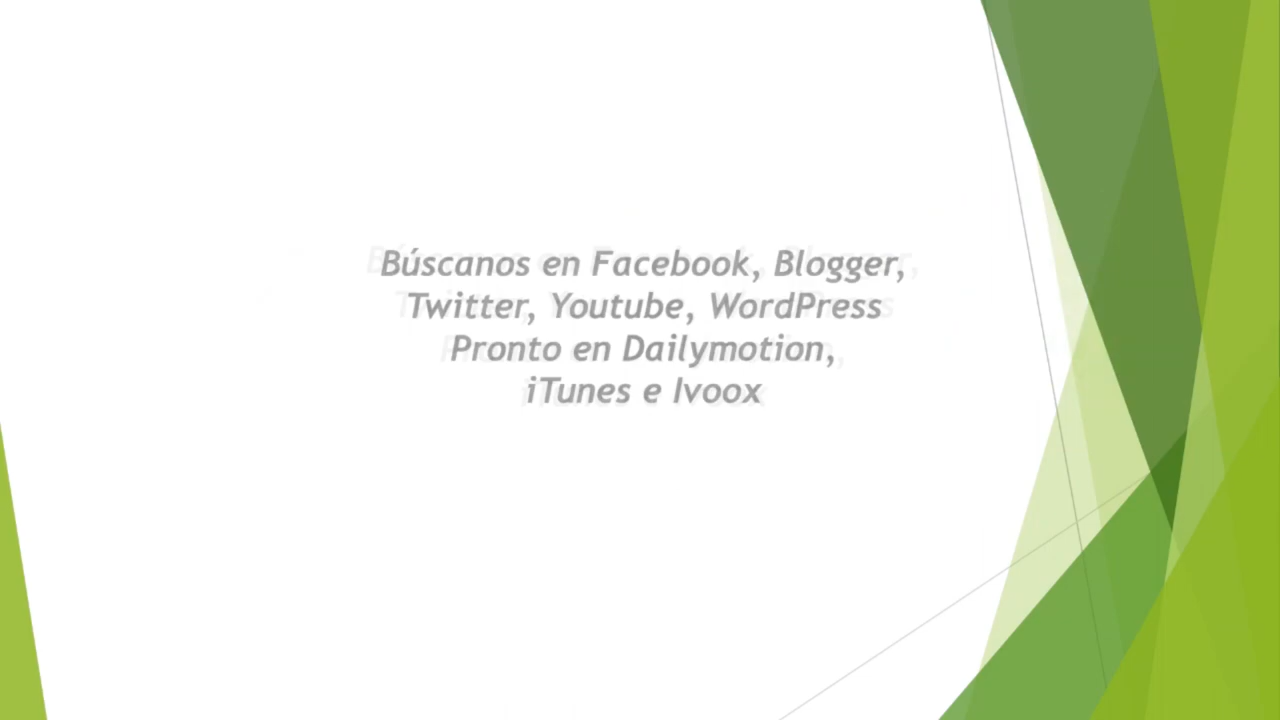 Búscanos en Facebook, Blogger,
Twitter, Youtube, WordPress
Pronto en Dailymotion,
iTunes e Ivoox